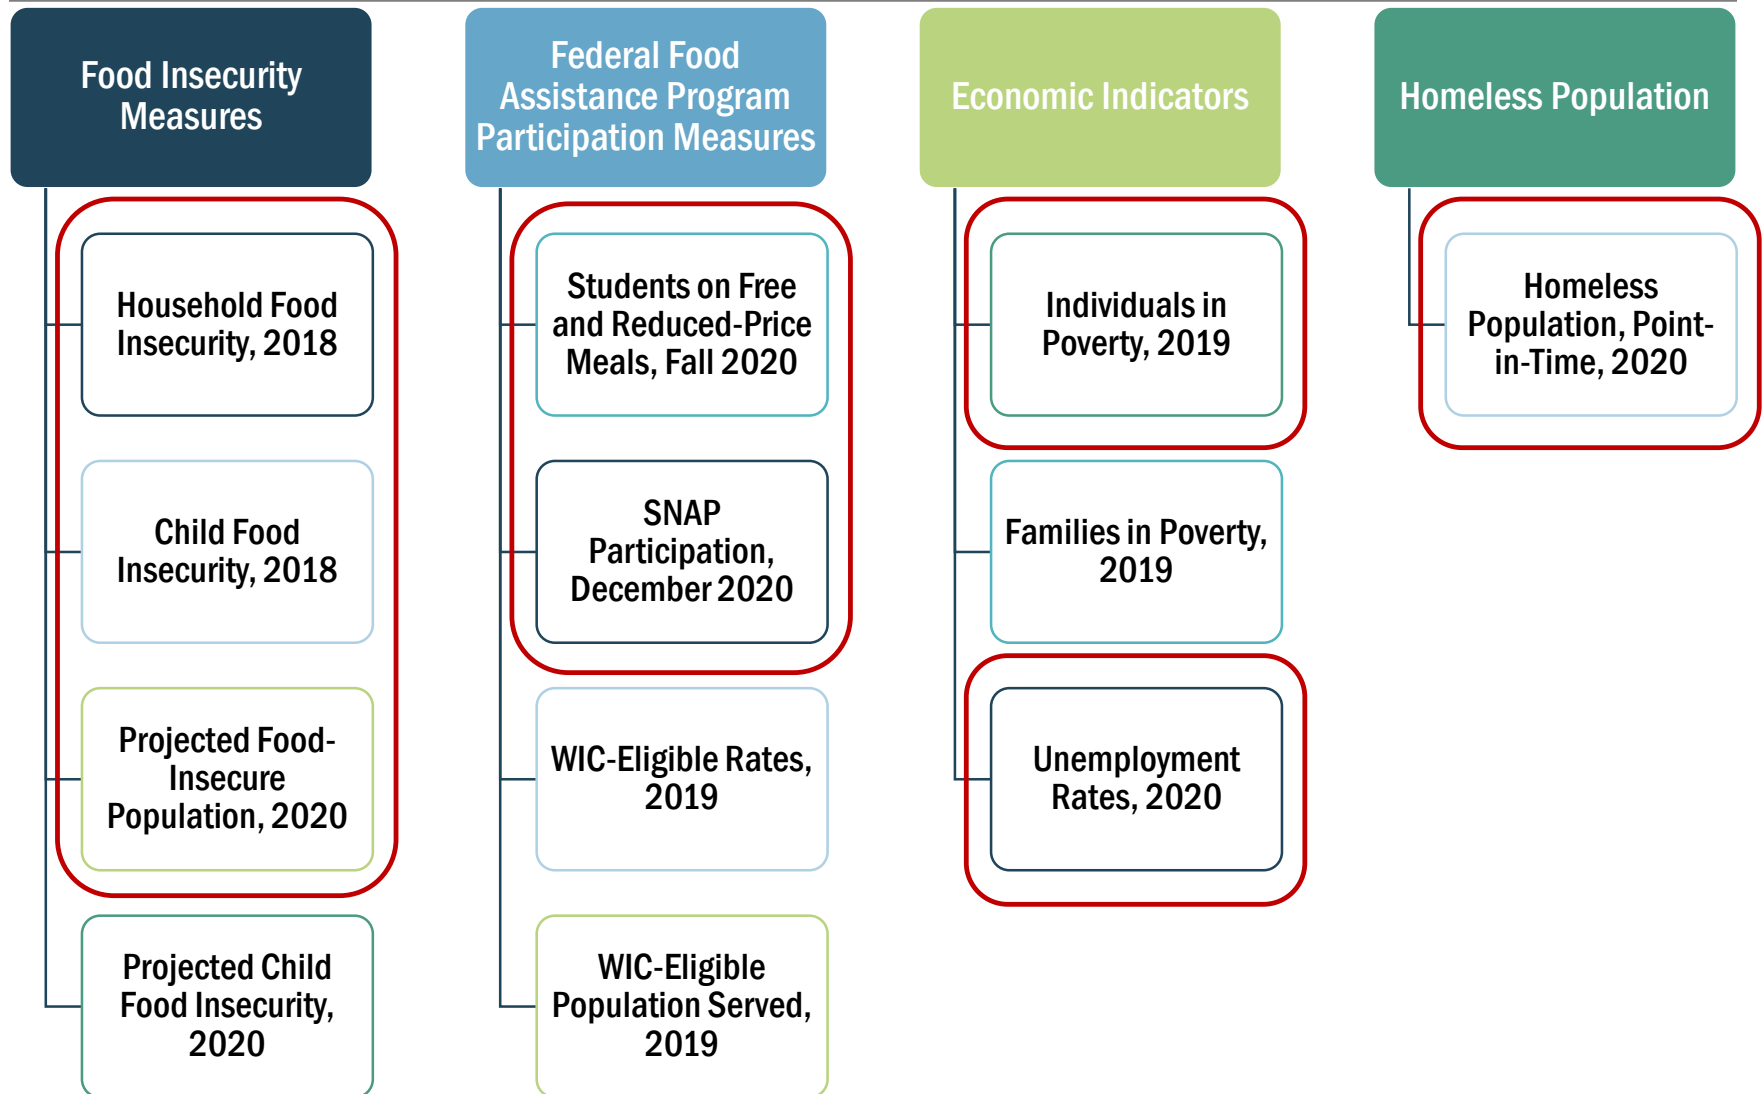 Food Insecurity
Measures
Household Food
Insecurity, 2018
Child Food
Insecurity, 2018
Projected Food-
Insecure
Population, 2020
Projected Child
Food Insecurity,
2020
Federal Food
Assistance Program
Participation Measures
Students on Free
and Reduced-Price
Meals, Fall 2020
SNAP
Participation,
December 2020
WIC-Eligible Rates,
2019
WIC-Eligible
Population Served,
2019
Economic Indicators
Individuals in
Poverty, 2019
Families in Poverty,
2019
Unemployment
Rates, 2020
Homeless Population
Homeless
Population, Point-
in-Time, 2020